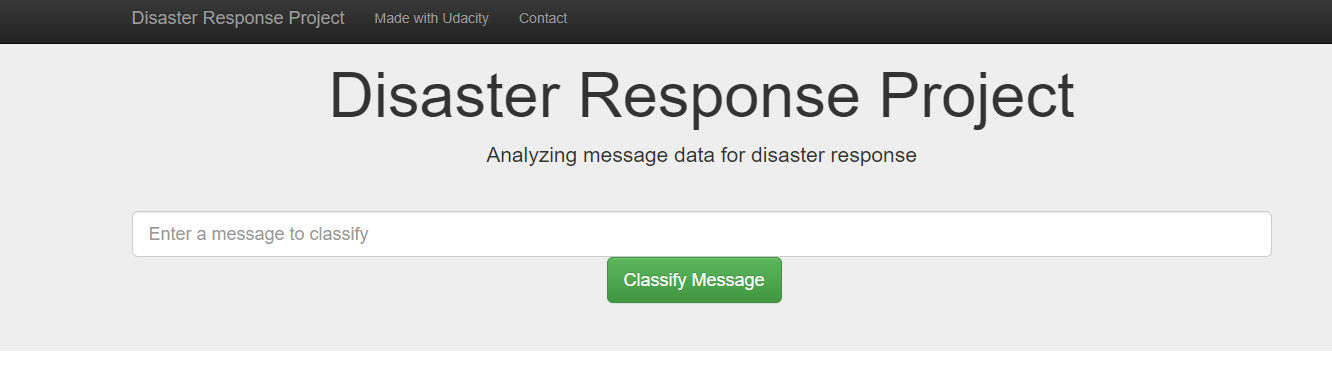 Disaster Response Project Made with Udacity Contact
Disaster Response Project
Analyzing message data for disaster response
Enter a message to classify
Classify Message